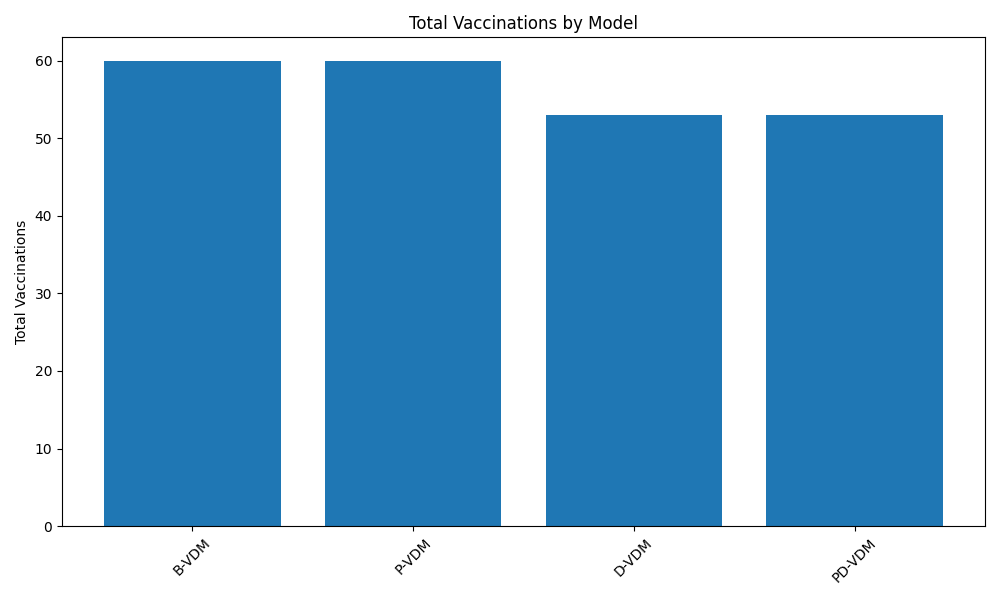 Total Vaccinations by Model
Total Vaccinations
60
50
40
30
20
10
0
B-VDM
P-VDM
D-VDM
PD-VDM